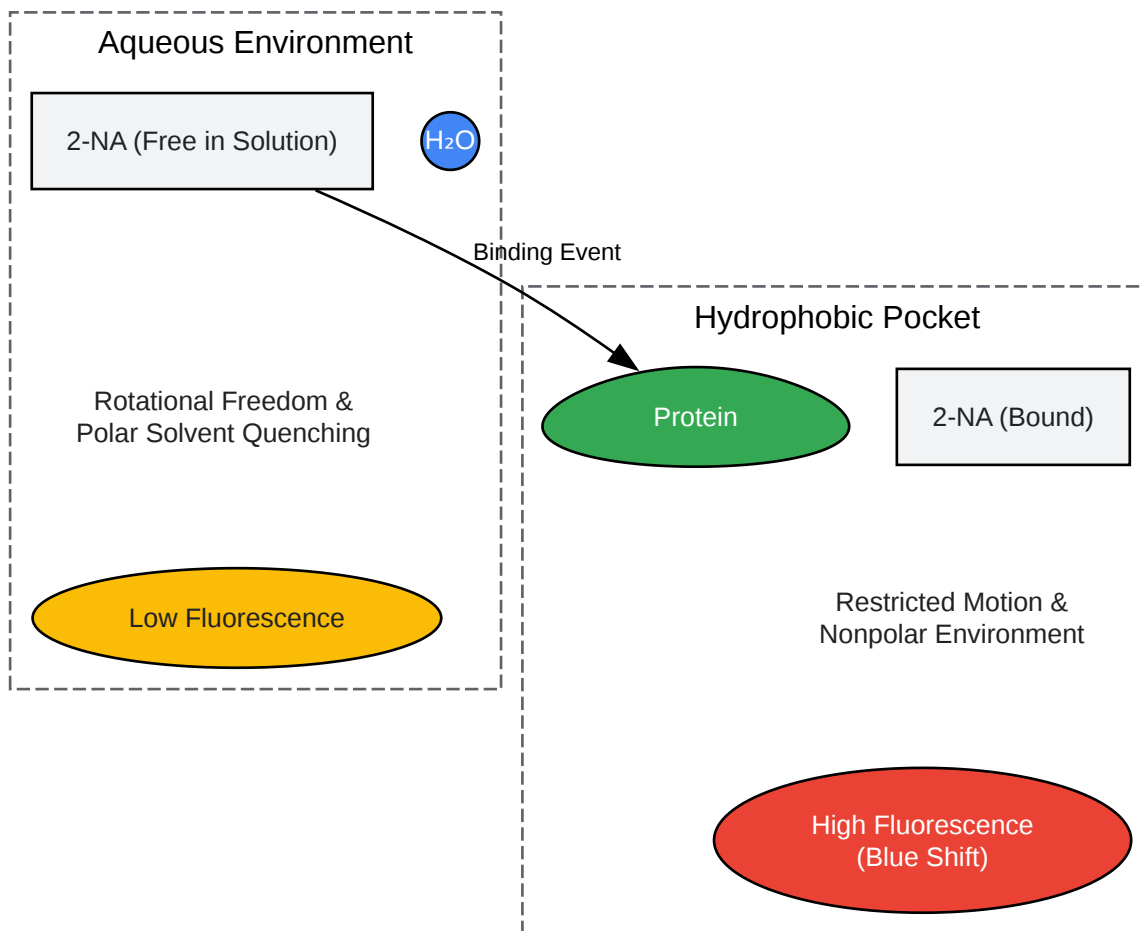 Aqueous Environment
2-NA (Free in Solution)
H₂O
Binding Event
Hydrophobic Pocket
Rotational Freedom &
Polar Solvent Quenching
Protein
2-NA (Bound)
Low Fluorescence
Restricted Motion &
Nonpolar Environment
High Fluorescence
(Blue Shift)